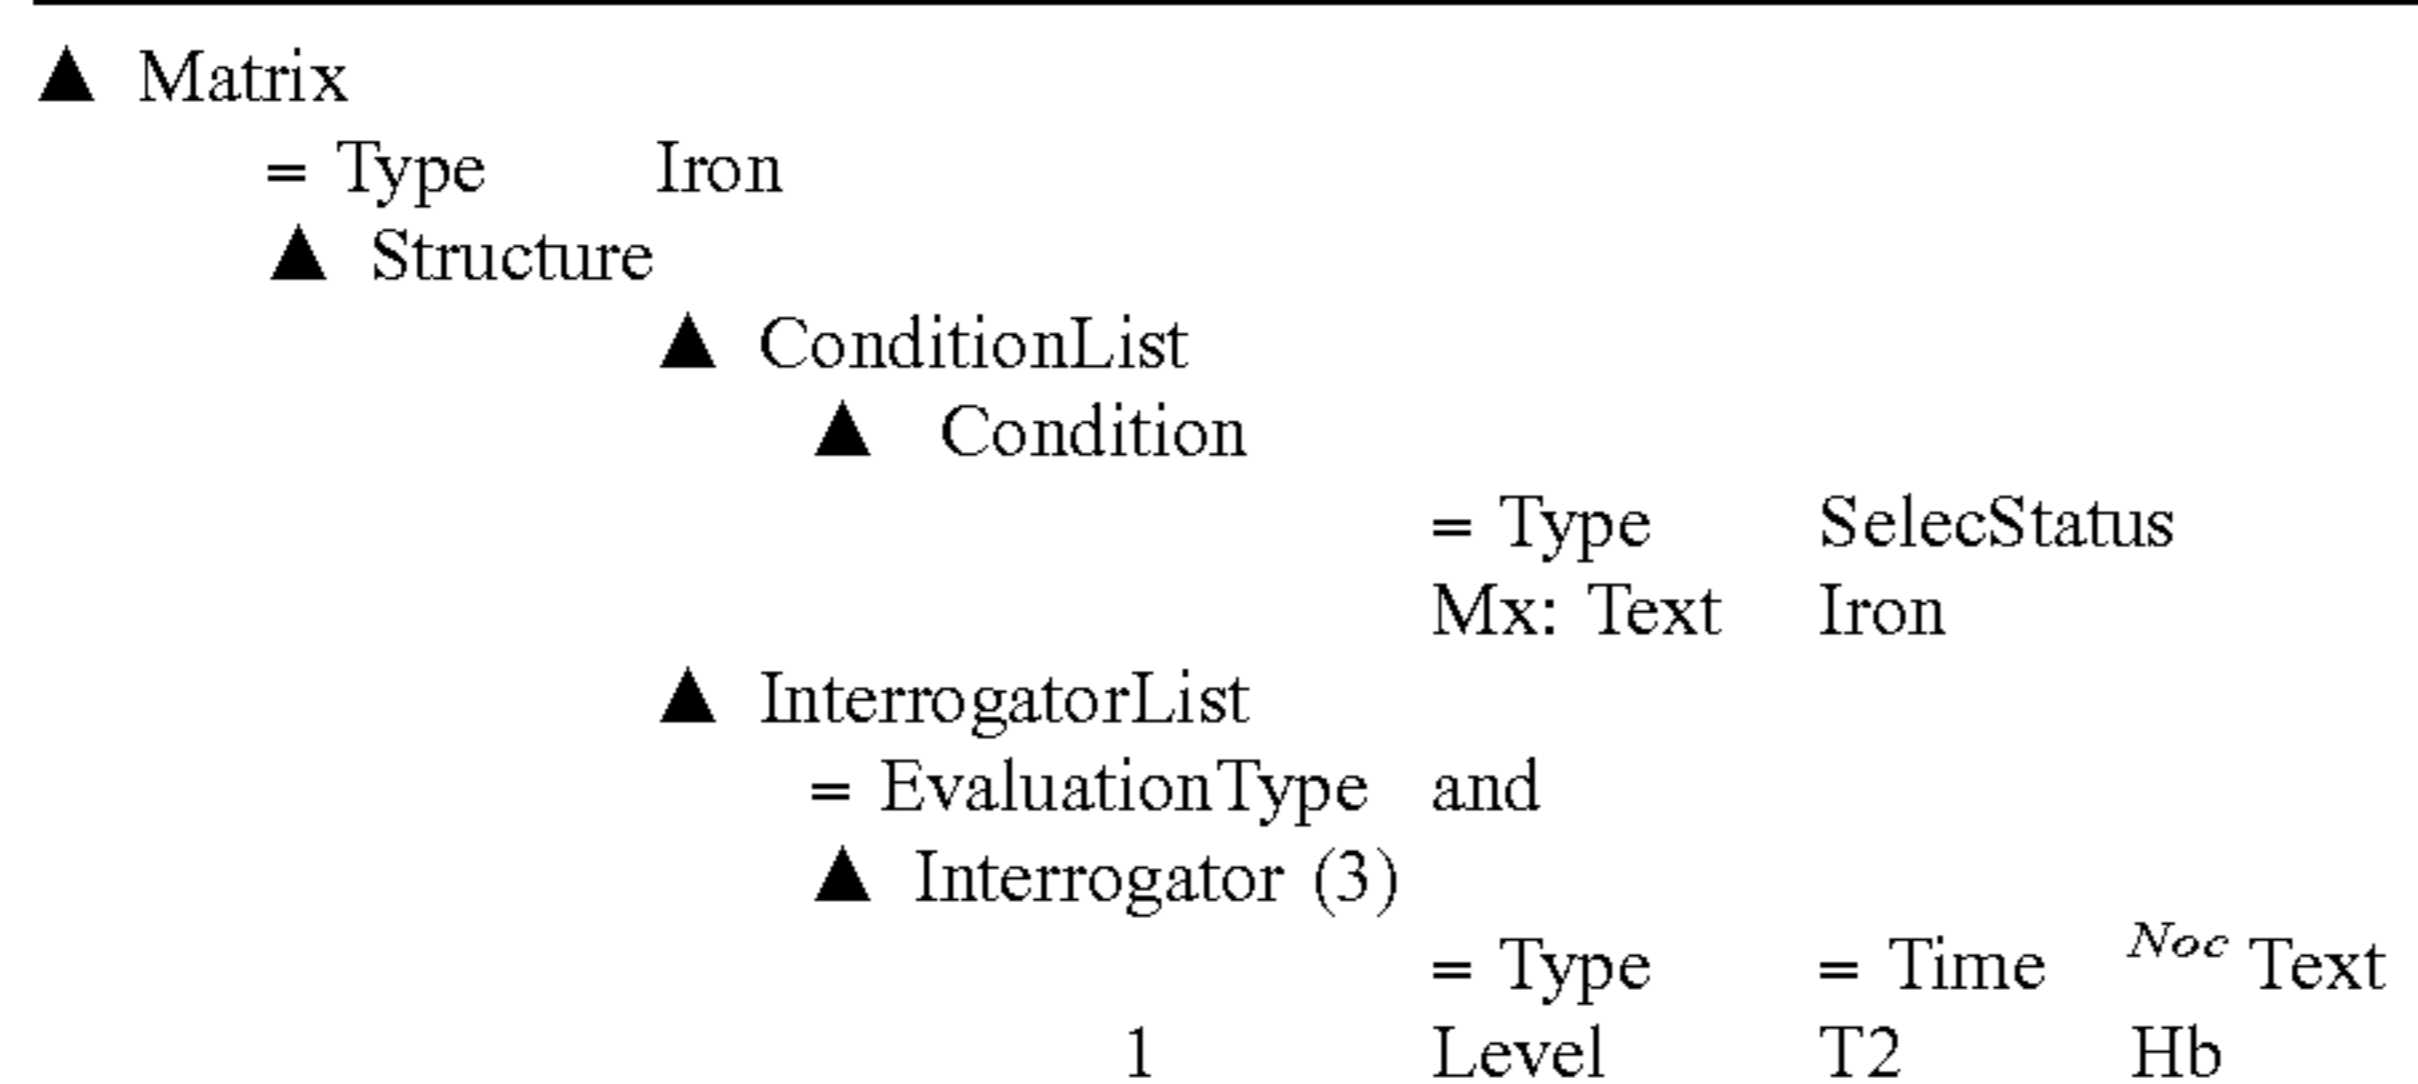 ▲ Matrix
= Type Iron
▲ Structure
▲ ConditionList
▲ Condition
= Type SelecStatus
Mx: Text Iron
▲ InterrogatorList
= EvaluationType and
▲ Interrogator (3)
= Type = Time Noc Text
1 Level T2 Hb